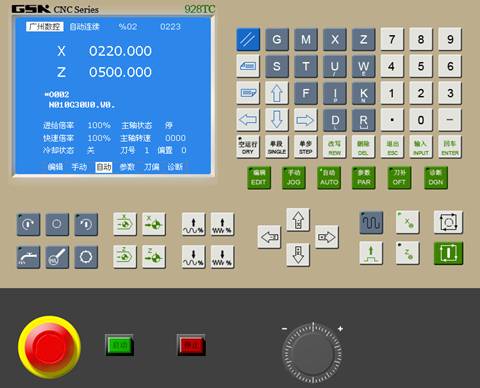 GSK CNC Series 928TC
广州数控 自动连续 %02 0223
X 0220.000
Z 0500.000
*O002
N010G30U0.V0.
进给倍率 100% 主轴状态 停
快速倍率 100% 主轴转速 0000
冷却状态 关 刀号 1 偏置 0
编辑 手动 自动 参数 刀偏 诊断
G M X Z 7 8 9
S T U/ W 4 5 6
F I P K 1 2 3
D L R 0 . -
空运行 DRY
单段 SINGLE
单步 STEP
改写 REW
删除 DEL
退出 ESC
输入 INPUT
回车 ENTER
编辑 EDIT
手动 JOG
自动 AUTO
参数 PAR
刀补 OFT
诊断 DGN
X X % %
X
Z Z % %
Z
启动 停止 - +